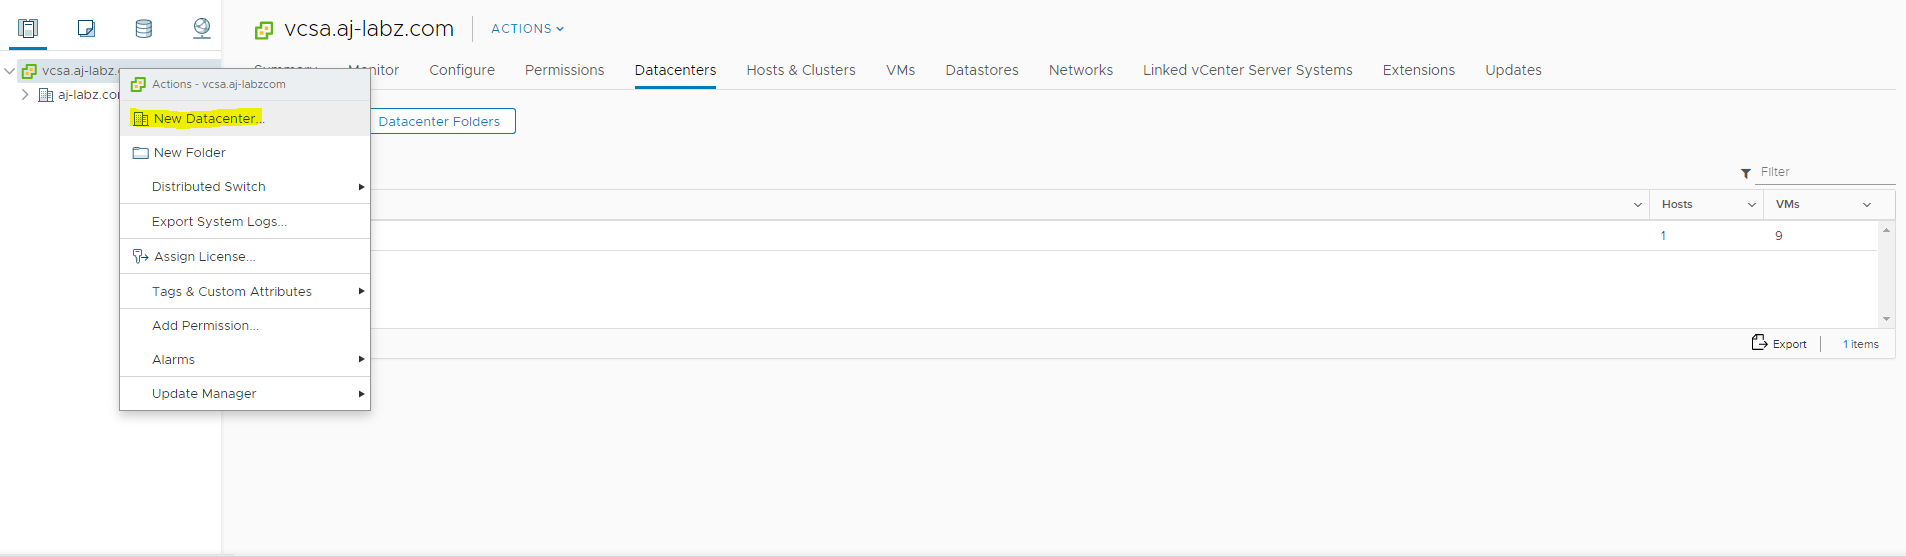 vcsa.aj-labz.com
ACTIONS
vcsa.aj-labz.
Monitor Configure Permissions Datacenters Hosts & Clusters VMs Datastores Networks Linked vCenter Server Systems Extensions Updates
Actions - vcsa.aj-labzcom
aj-labz.co
New Datacenter...
Datacenter Folders
New Folder
Filter
Distributed Switch
Hosts VMs
Export System Logs...
1 9
Assign License...
Tags & Custom Attributes
Add Permission...
Export 1 items
Alarms
Update Manager